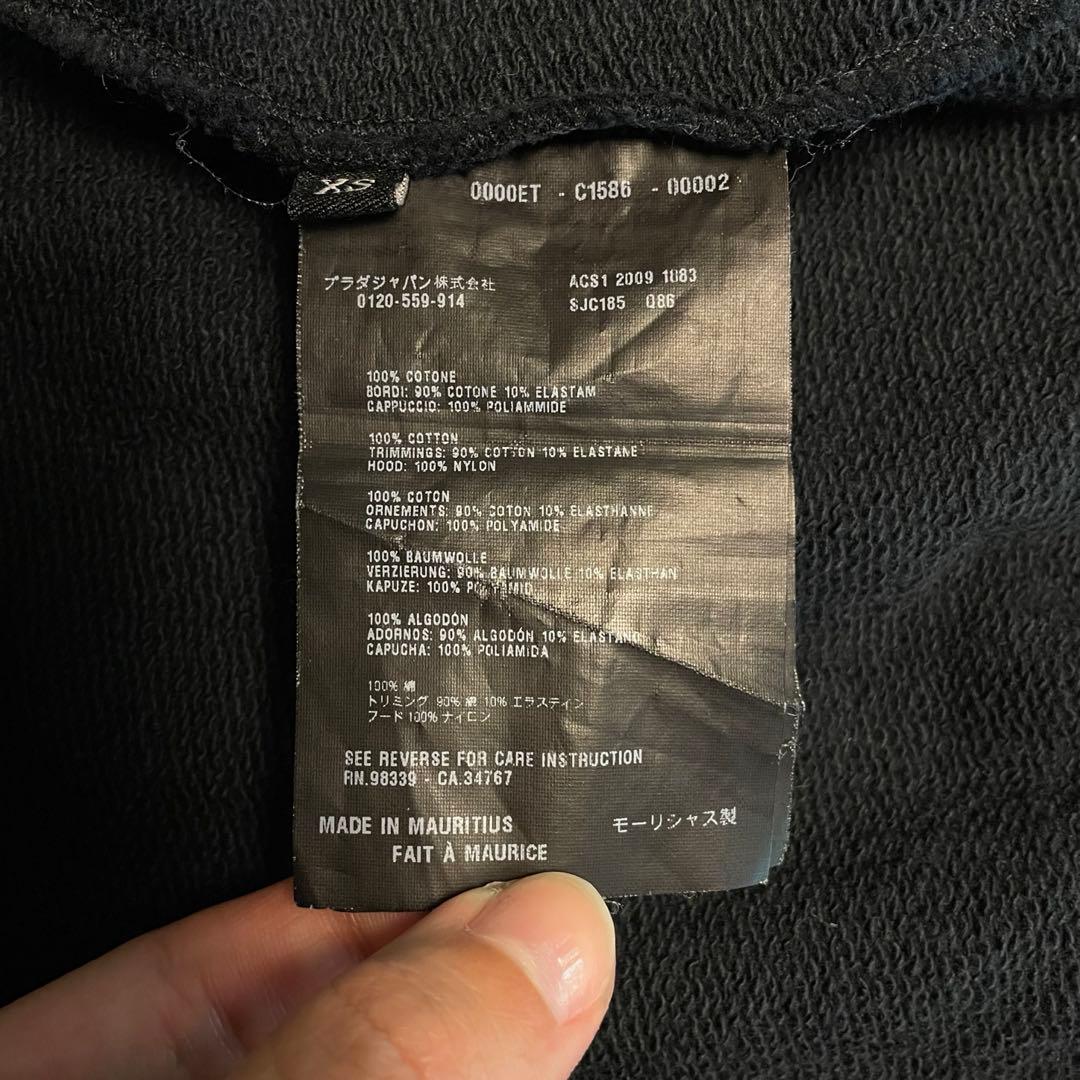 XS
0000ET - C1586 - 00002
プラダジャパン株式会社
0120-559-914
ACS1 2009 1083
SJC185 086
100% COTONE
BORDI: 90% COTONE 10% ELASTAM
CAPPUCCIO: 100% POLIAMMIDE
100% COTTON
TRIMMINGS: 90% COTTON 10% ELASTANE
HOOD: 100% NYLON
100% COTON
ORNEMENTS: 90% COTON 10% ELASTHANNE
CAPUCHON: 100% POLYAMIDE
100% BAUMWOLLE
VERZIERUNG: 90% BAUMWOLLE 10% ELASTHAN
KAPUZE: 100% POLYAMID
100% ALGODÓN
ADORNOS: 90% ALGODÓN 10% ELASTANO
CAPUCHA: 100% POLIAMIDA
100% 綿
トリミング 90% 綿 10% エラスティン
フード 100% ナイロン
SEE REVERSE FOR CARE INSTRUCTION
RN.98339 - CA.34767
MADE IN MAURITIUS
モーリシャス製
FAIT À MAURICE